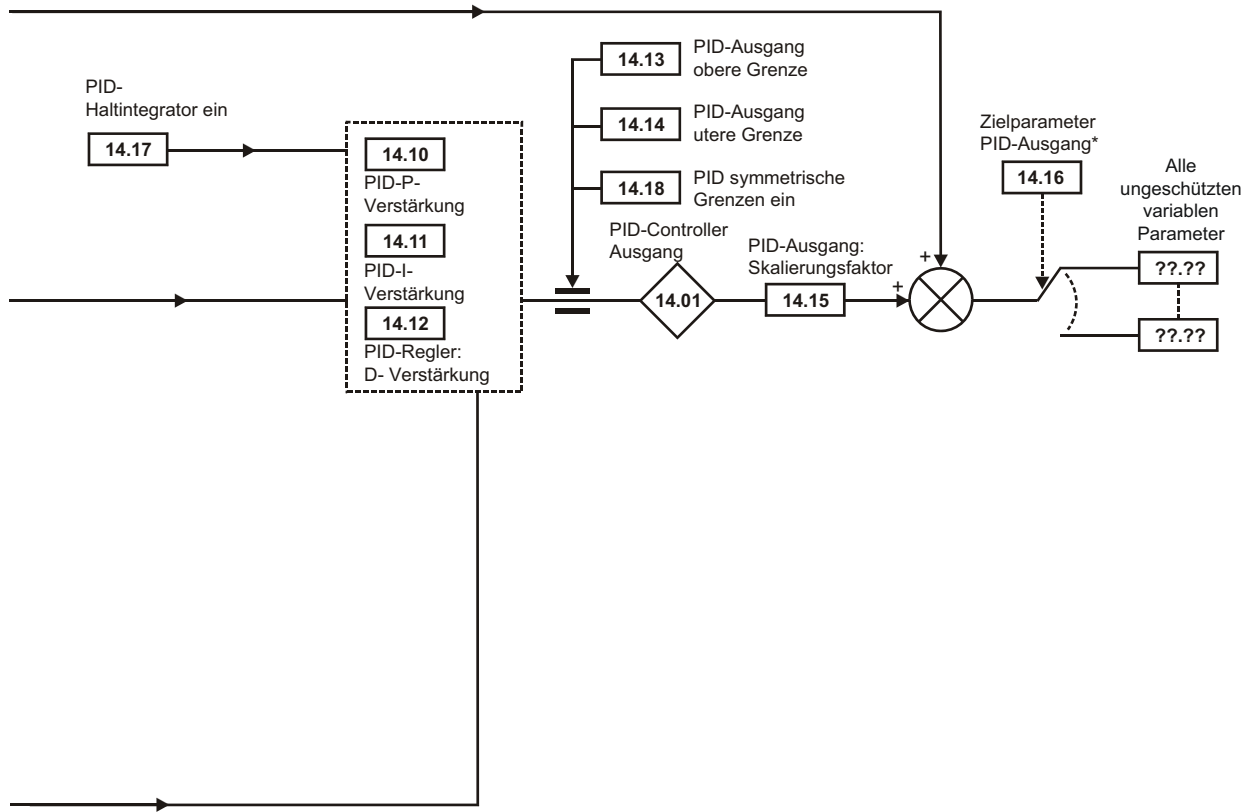 PID-
Haltintegrator ein
14.17
14.10
PID-P-
Verstärkung
14.11
PID-I-
Verstärkung
14.12
PID-Regler:
D- Verstärkung
14.13
PID-Ausgang
obere Grenze
14.14
PID-Ausgang
utere Grenze
14.18
PID symmetrische
Grenzen ein
PID-Controller
Ausgang
14.01
PID-Ausgang:
Skalierungsfaktor
14.15
+
+
Zielparameter
PID-Ausgang*
14.16
Alle
ungeschützten
variablen
Parameter
??.??
??.??